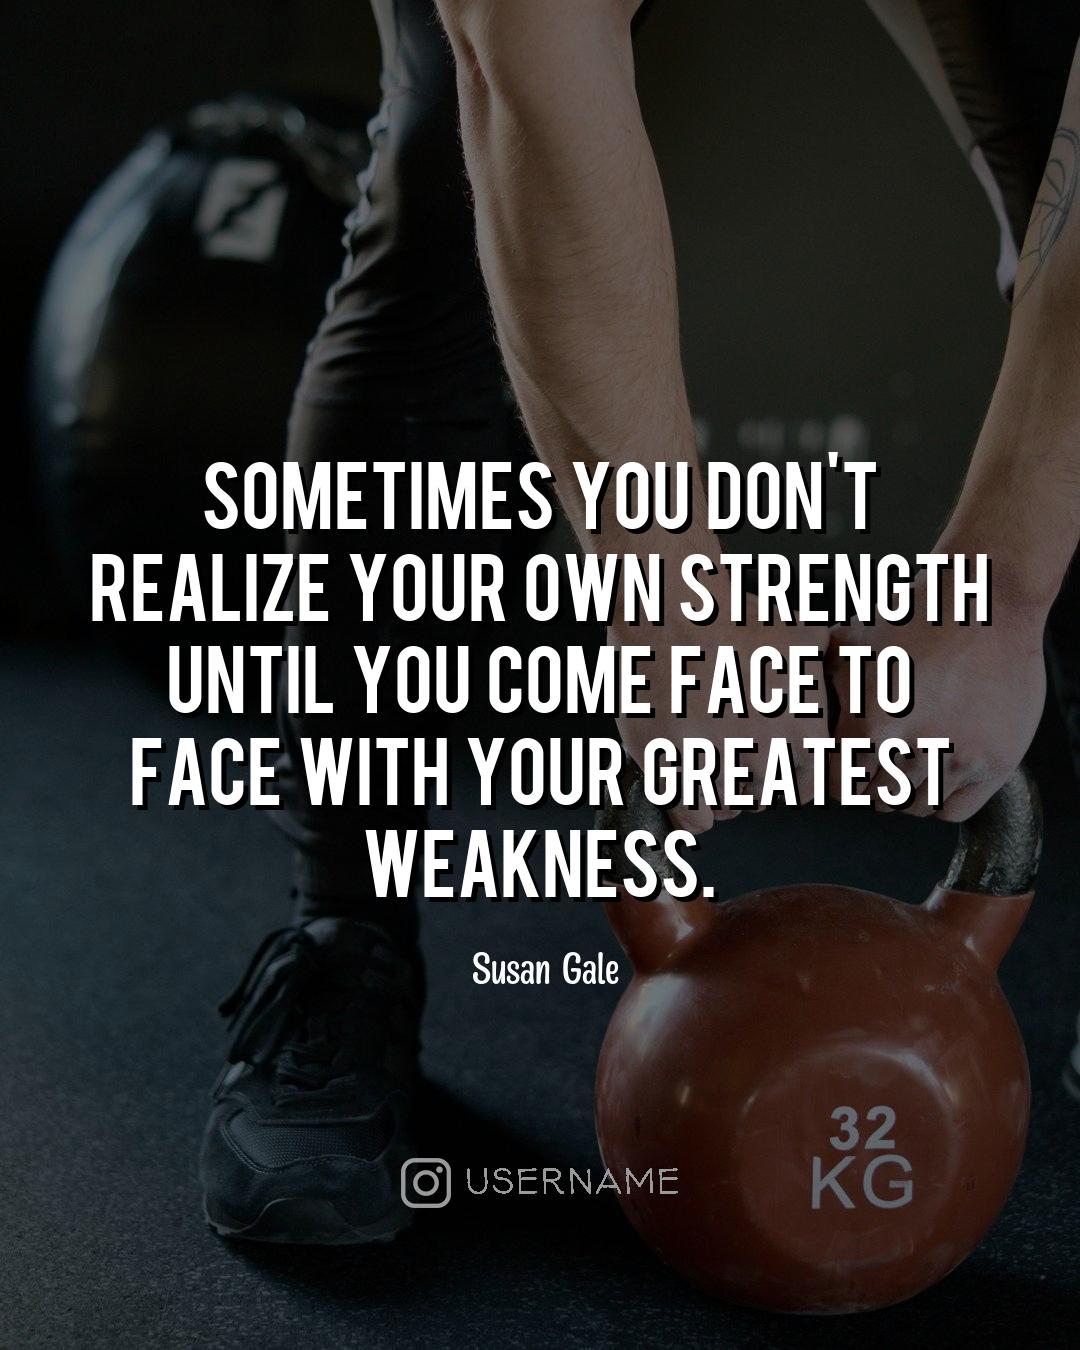 SOMETIMES YOU DON'T
REALIZE YOUR OWN STRENGTH
UNTIL YOU COME FACE TO
FACE WITH YOUR GREATEST
WEAKNESS.
Susan Gale
32
KG
USERNAME